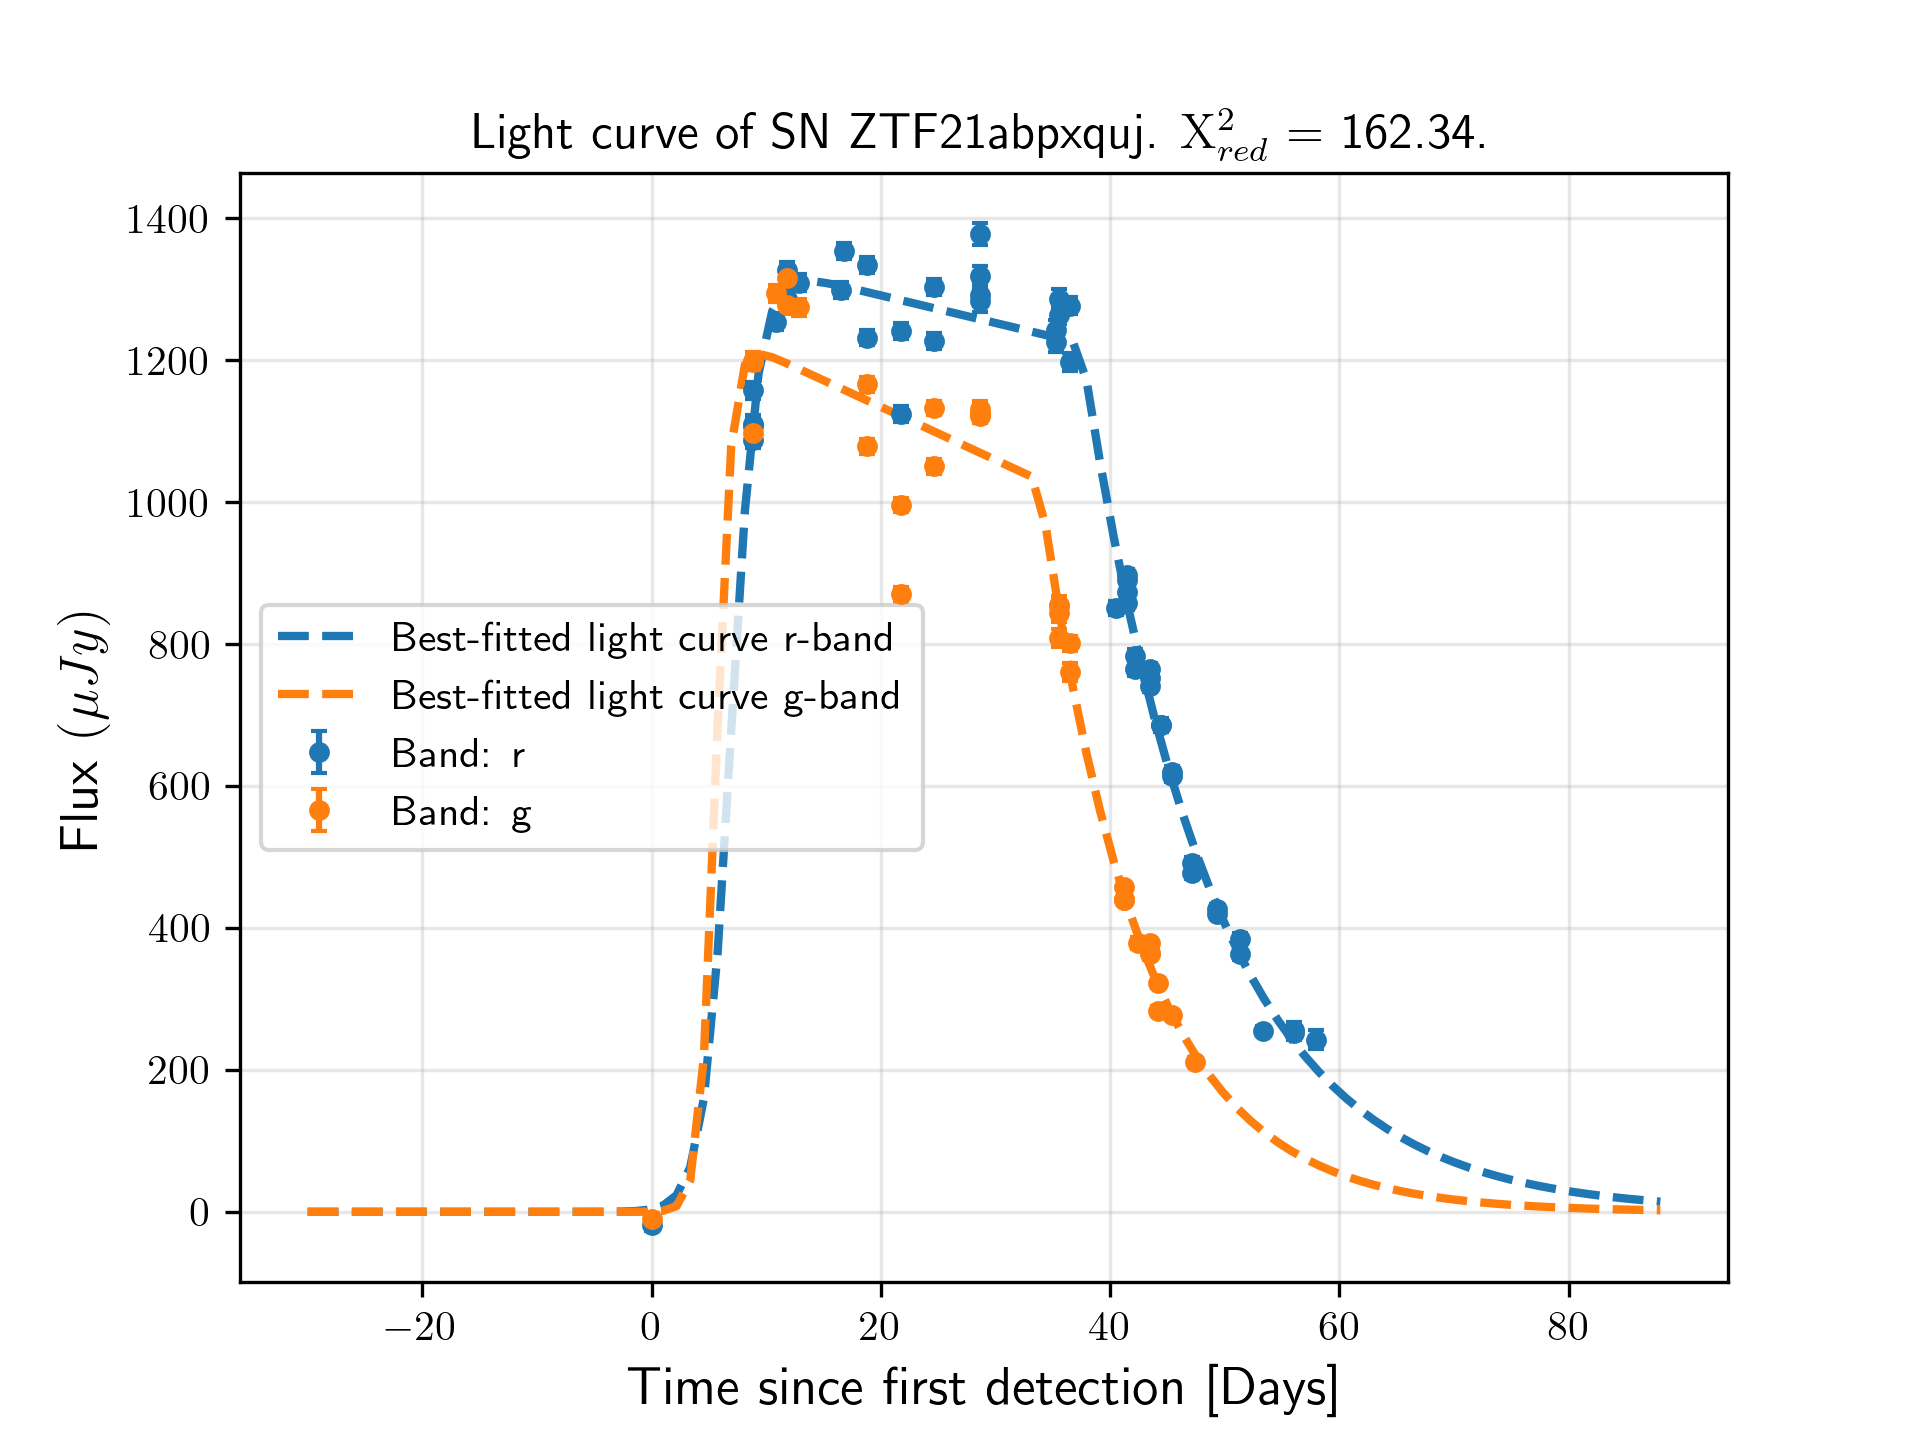 Light curve of SN ZTF21abpxquj. X²_red = 162.34.
1400
1200
1000
800
600
400
200
0
Flux (μJy)
Best-fitted light curve r-band
Best-fitted light curve g-band
Band: r
Band: g
−20 0 20 40 60 80
Time since first detection [Days]